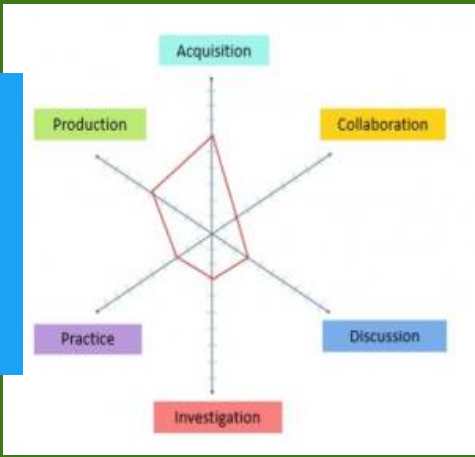 Acquisition
Production
Collaboration
Practice
Discussion
Investigation